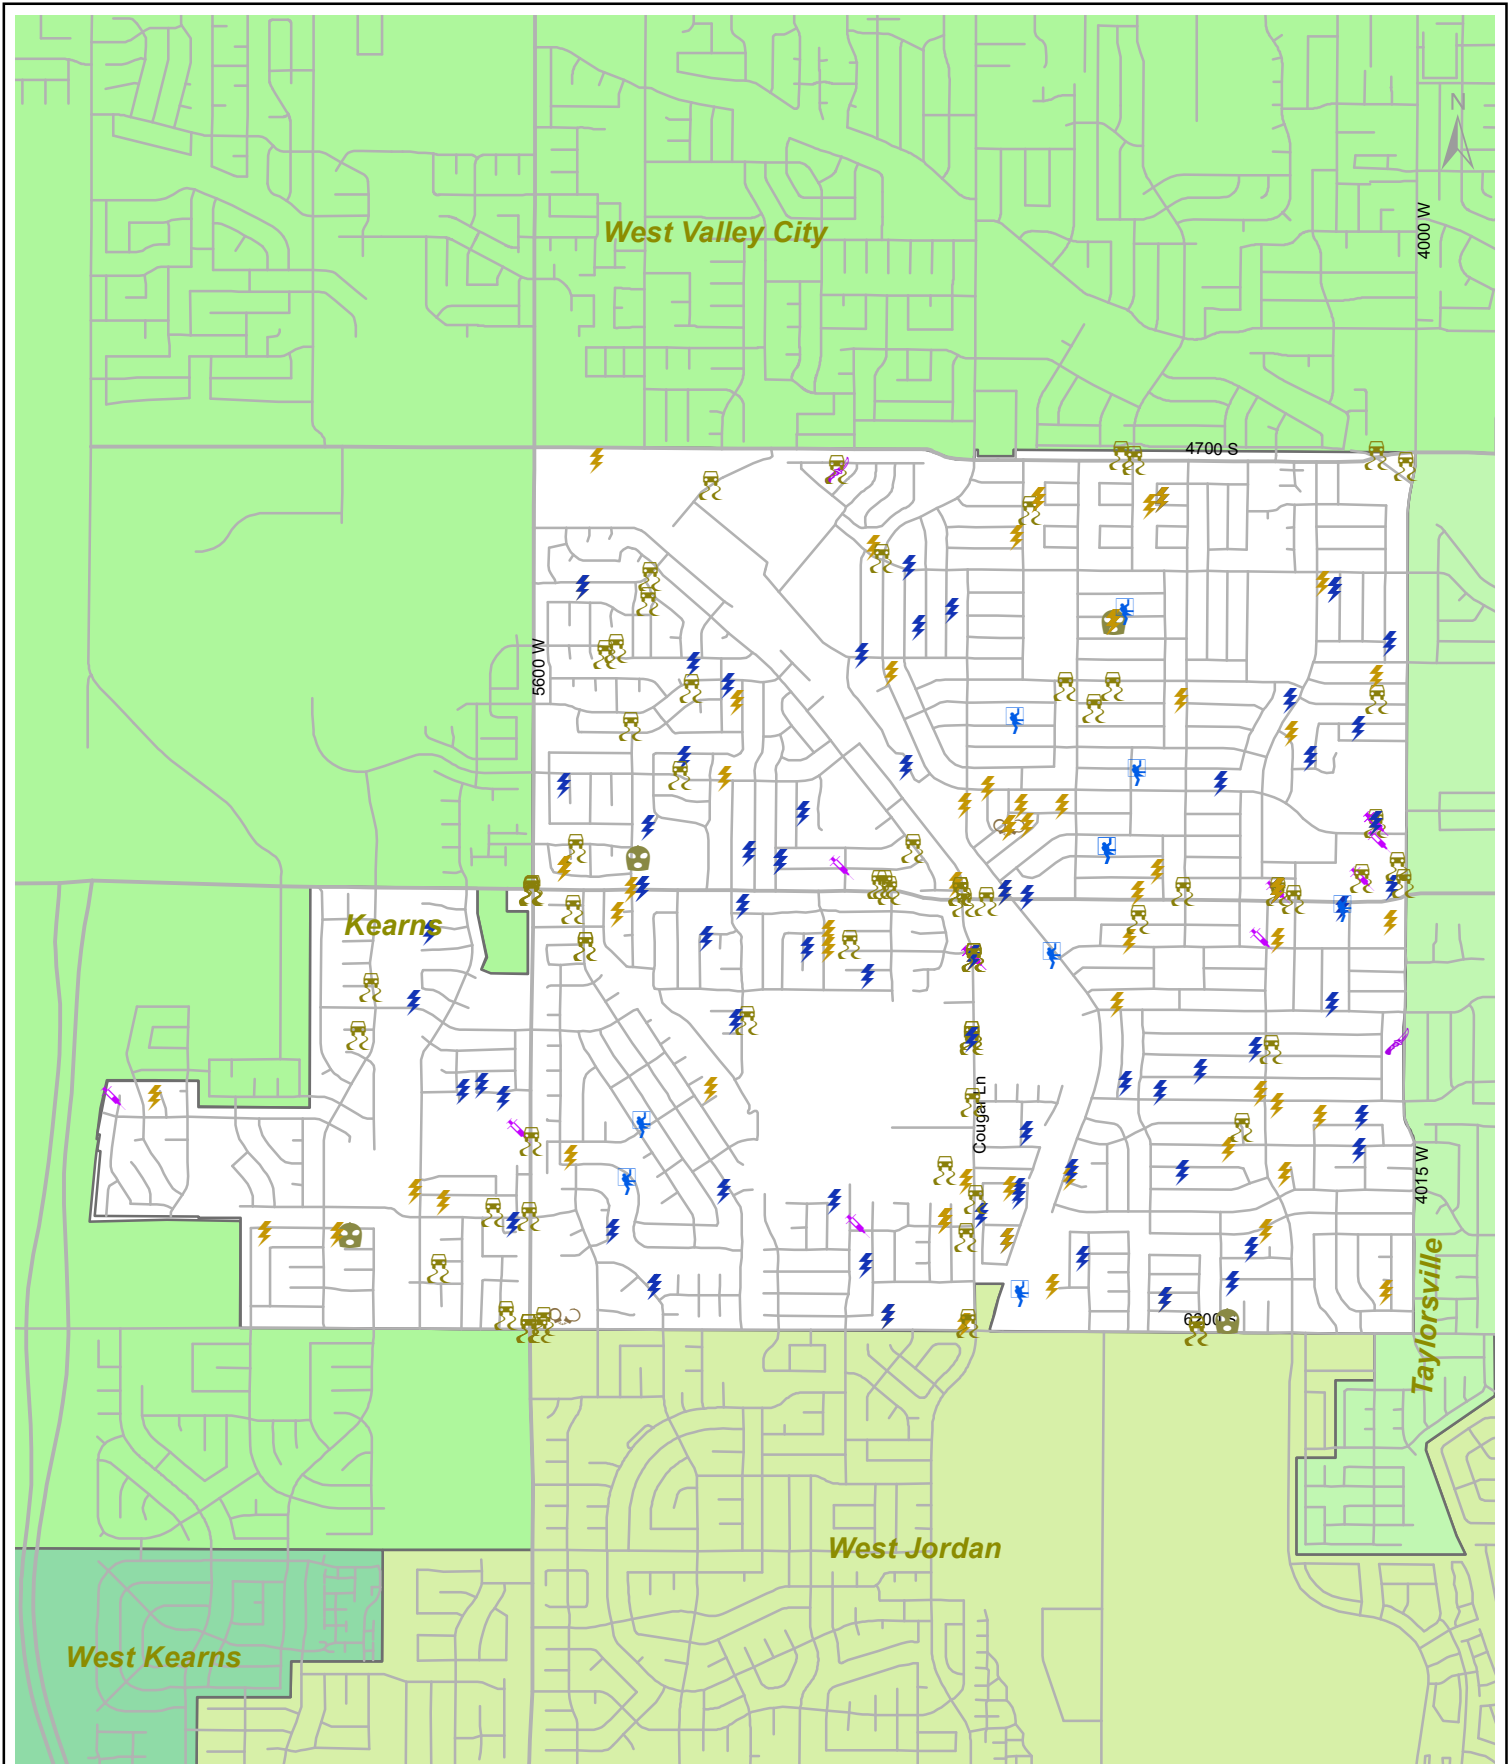 N
4000 W
West Valley City
4700 S
5600 W
Kearns
Cougar Ln
4015 W
Taylorsville
6200 S
West Jordan
West Kearns